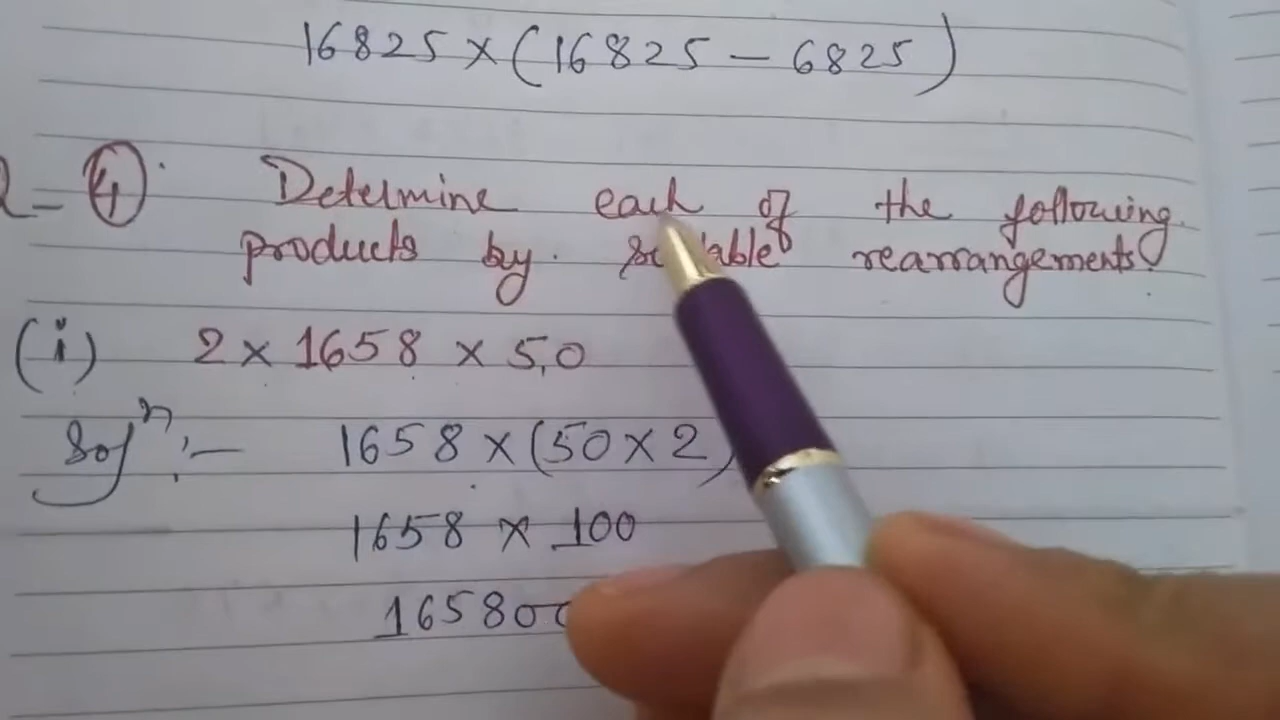 16825 × (16825 – 6825)
Q – 4. Determine each of the following
products by rearrangements.
(i) 2 × 1658 × 50
Solⁿ :– 1658 × (50 × 2)
1658 × 100
165800